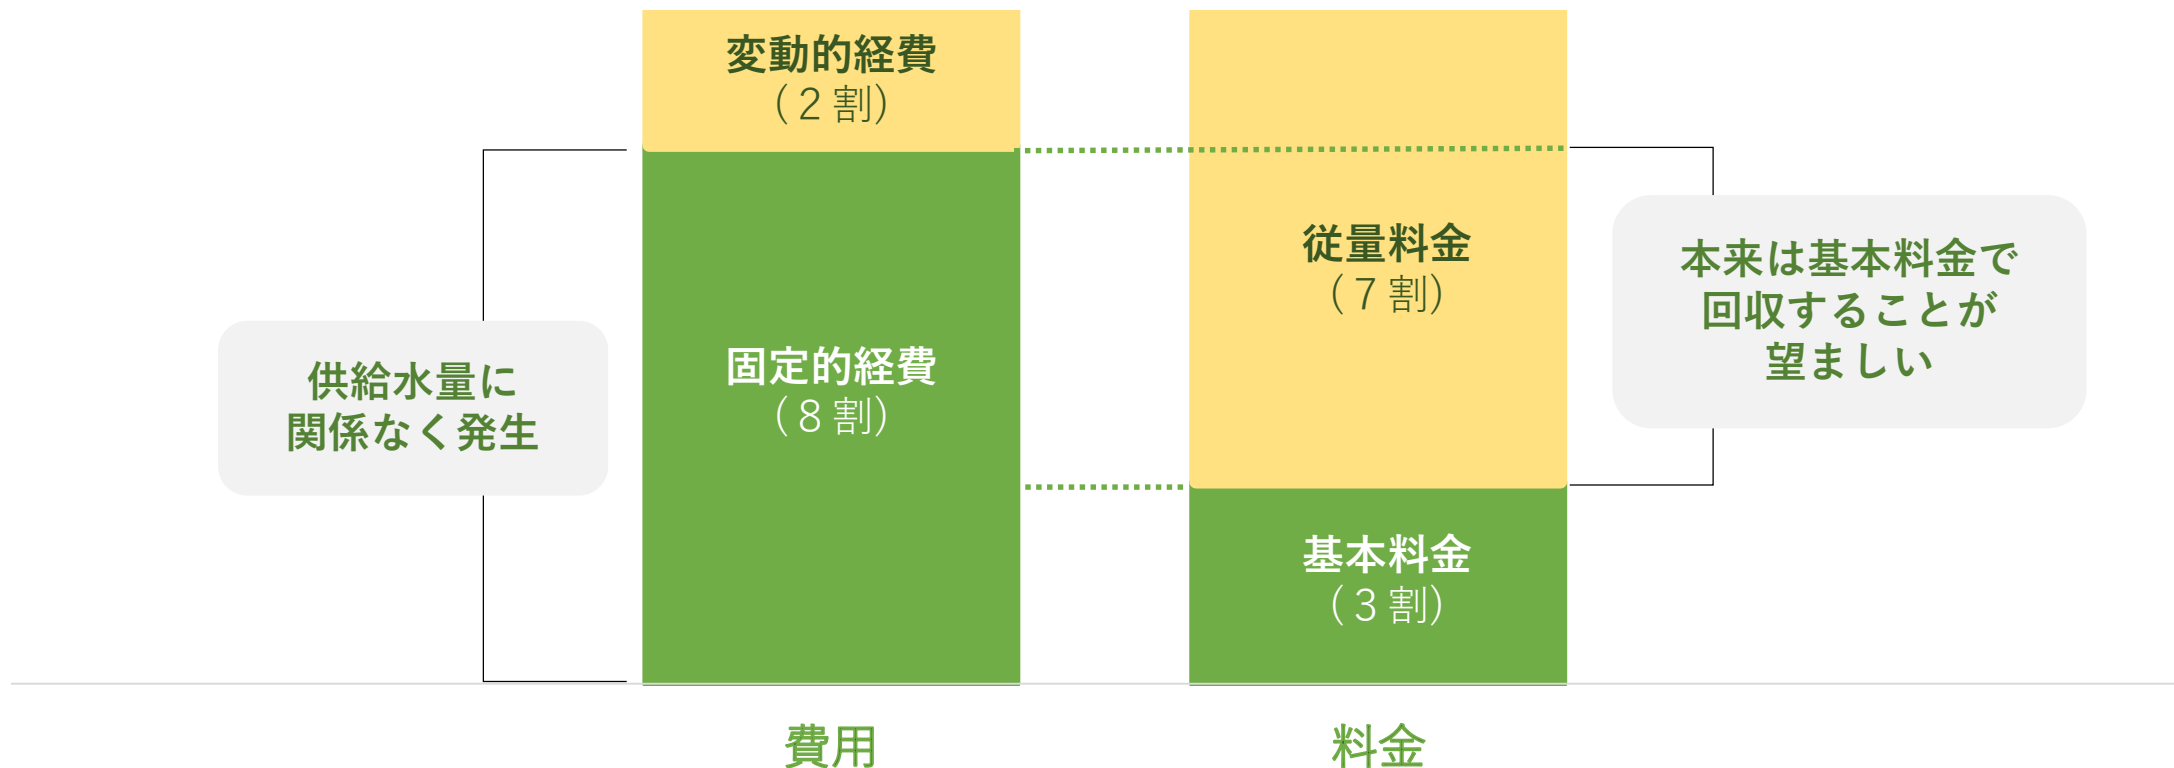 変動的経費
（２割）
固定的経費
（８割）
供給水量に
関係なく発生
従量料金
（７割）
基本料金
（３割）
本来は基本料金で
回収することが
望ましい
費用
料金